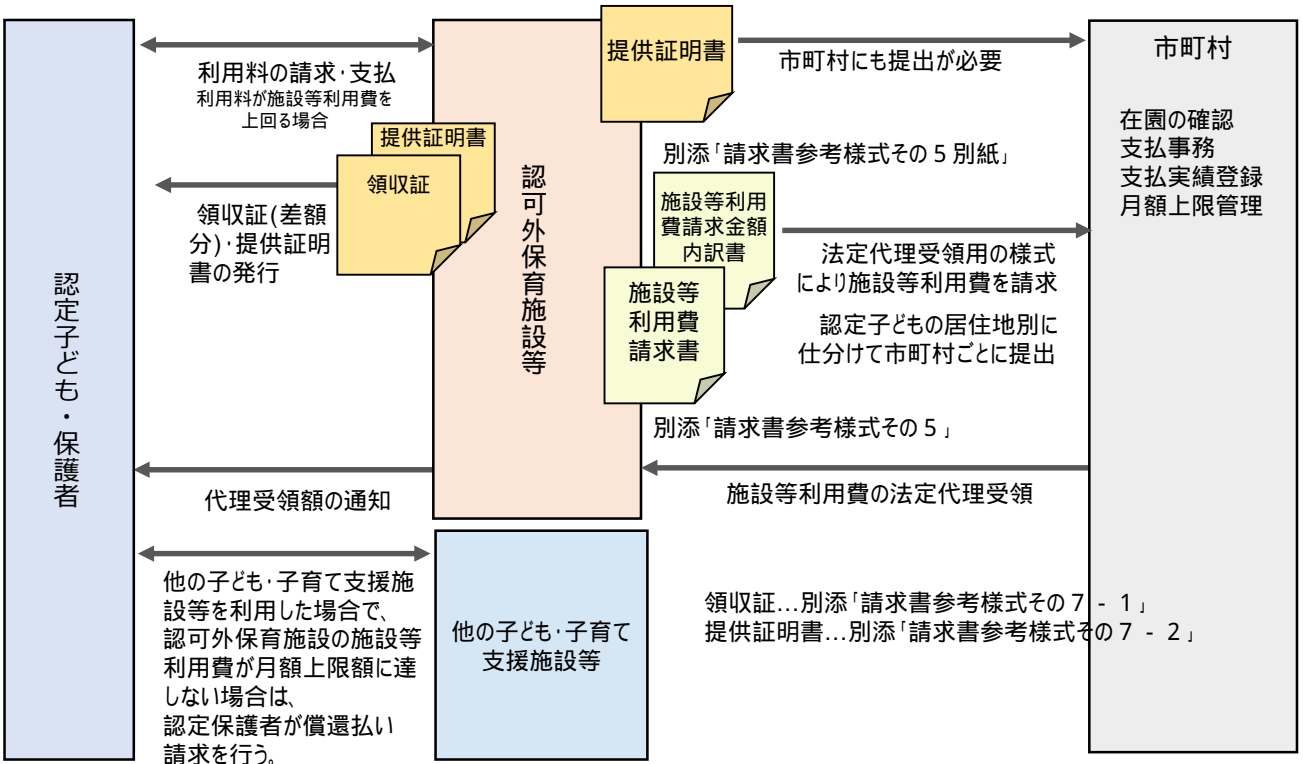 認定子ども・保護者
利用料の請求・支払
利用料が施設等利用費を
上回る場合
提供証明書
領収証
領収証(差額
分)・提供証明
書の発行
認可外保育施設等
提供証明書
市町村にも提出が必要
別添「請求書参考様式その５別紙」
施設等利用
費請求金額
内訳書
施設等
利用費
請求書
法定代理受領用の様式
により施設等利用費を請求
認定子どもの居住地別に
仕分けて市町村ごとに提出
別添「請求書参考様式その５」
代理受領額の通知
施設等利用費の法定代理受領
市町村
在園の確認
支払事務
支払実績登録
月額上限管理
他の子ども・子育て支援施
設等を利用した場合で、
認可外保育施設の施設等
利用費が月額上限額に達
しない場合は、
認定保護者が償還払い
請求を行う。
他の子ども・子育て
支援施設等
領収証…別添「請求書参考様式その７-１」
提供証明書…別添「請求書参考様式その７-２」